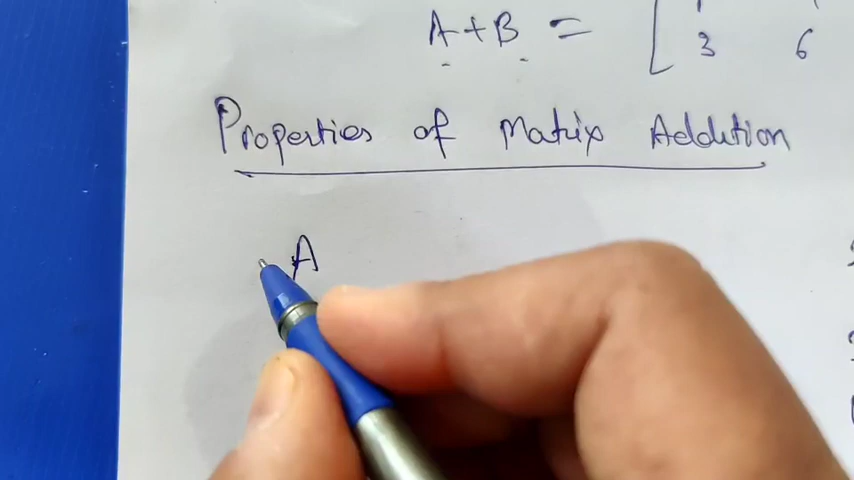 A + B = [
3 6
Properties of Matrix Addition
A